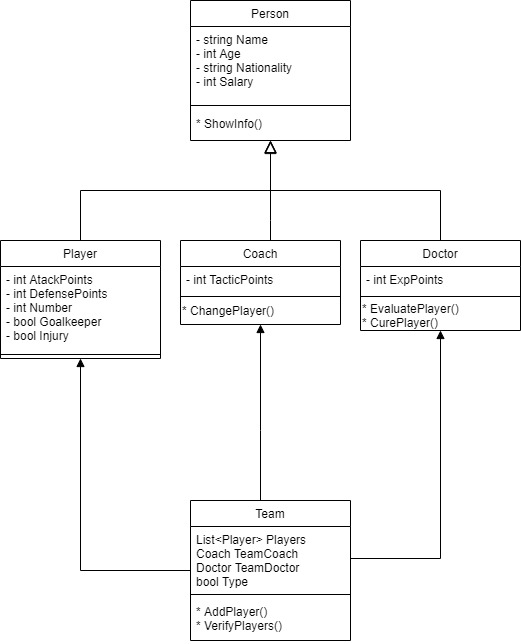 Person
- string Name
- int Age
- string Nationality
- int Salary
* ShowInfo()
Player
- int AtackPoints
- int DefensePoints
- int Number
- bool Goalkeeper
- bool Injury
Coach
- int TacticPoints
* ChangePlayer()
Doctor
- int ExpPoints
* EvaluatePlayer()
* CurePlayer()
Team
List<Player> Players
Coach TeamCoach
Doctor TeamDoctor
bool Type
* AddPlayer()
* VerifyPlayers()